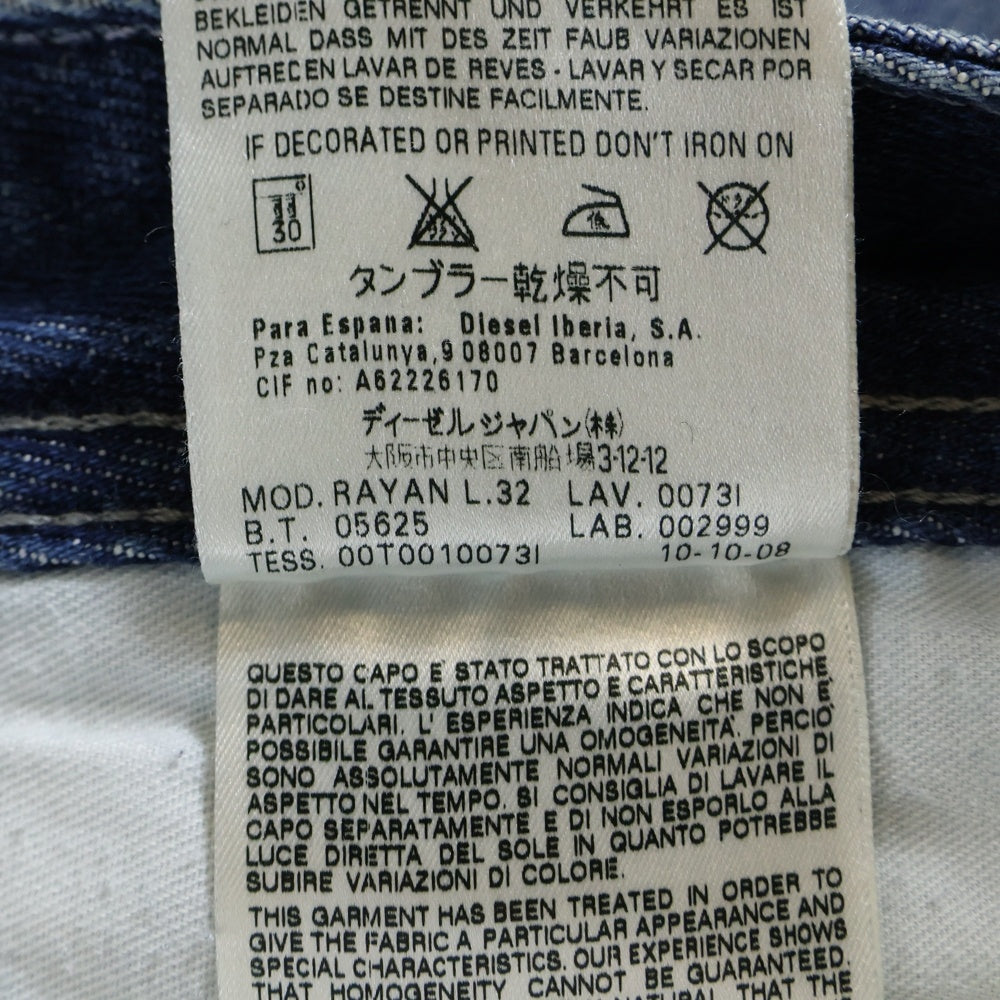 BEKLEIDEN GETRENNT UND VERKEHRT ES IST
NORMAL DASS MIT DES ZEIT FAUB VARIAZIONEN
AUFTRECEN LAVAR DE REVES - LAVAR Y SECAR POR
SEPARADO SE DESTINE FACILMENTE.
IF DECORATED OR PRINTED DON'T IRON ON
30 低
タンブラー乾燥不可
Para Espana: Diesel Iberia, S.A.
Pza Catalunya,9 08007 Barcelona
CIF no: A62226170
ディーゼルジャパン(株)
大阪市中央区南船場3-12-12
MOD. RAYAN L.32 LAV. 0073I
B.T. 05625 LAB. 002999
TESS. 00T0010073I 10-10-08
QUESTO CAPO E' STATO TRATTATO CON LO SCOPO
DI DARE AL TESSUTO ASPETTO E CARATTERISTICHE
PARTICOLARI. L' ESPERIENZA INDICA CHE NON E'
POSSIBILE GARANTIRE UNA OMOGENEITA'. PERCIO'
SONO ASSOLUTAMENTE NORMALI VARIAZIONI DI
ASPETTO NEL TEMPO. SI CONSIGLIA DI LAVARE IL
CAPO SEPARATAMENTE E DI NON ESPORLO ALLA
LUCE DIRETTA DEL SOLE IN QUANTO POTREBBE
SUBIRE VARIAZIONI DI COLORE.
THIS GARMENT HAS BEEN TREATED IN ORDER TO
GIVE THE FABRIC A PARTICULAR APPEARANCE AND
SPECIAL CHARACTERISTICS. OUR EXPERIENCE SHOWS
THAT HOMOGENEITY CANNOT BE GUARANTEED.
NATURAL THAT THE